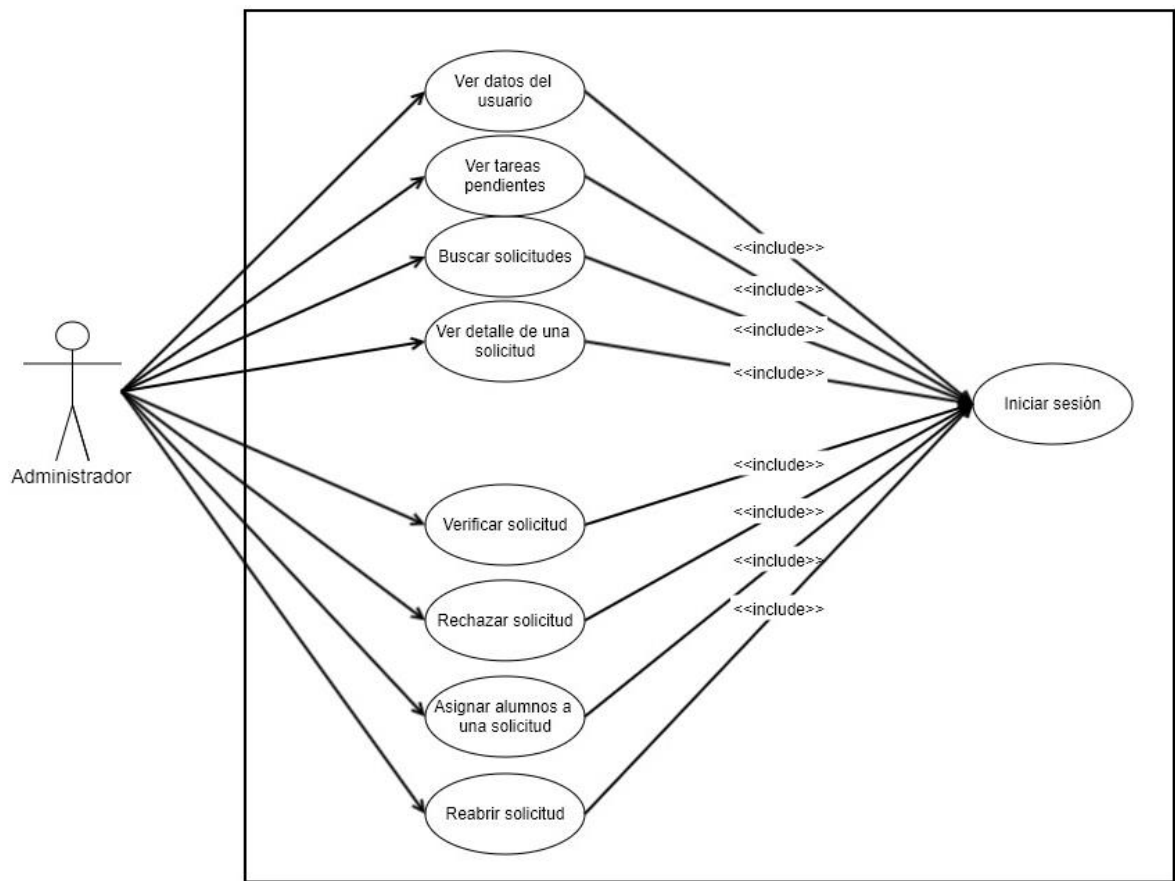 Ver datos del
usuario
Ver tareas
pendientes
Buscar solicitudes
Ver detalle de una
solicitud
<<include>>
<<include>>
<<include>>
<<include>>
Iniciar sesión
Administrador
Verificar solicitud
Rechazar solicitud
Asignar alumnos a
una solicitud
Reabrir solicitud
<<include>>
<<include>>
<<include>>
<<include>>